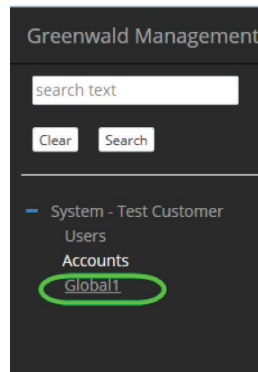 Greenwald Management
search text
Clear Search
System - Test Customer
Users
Accounts
Global1